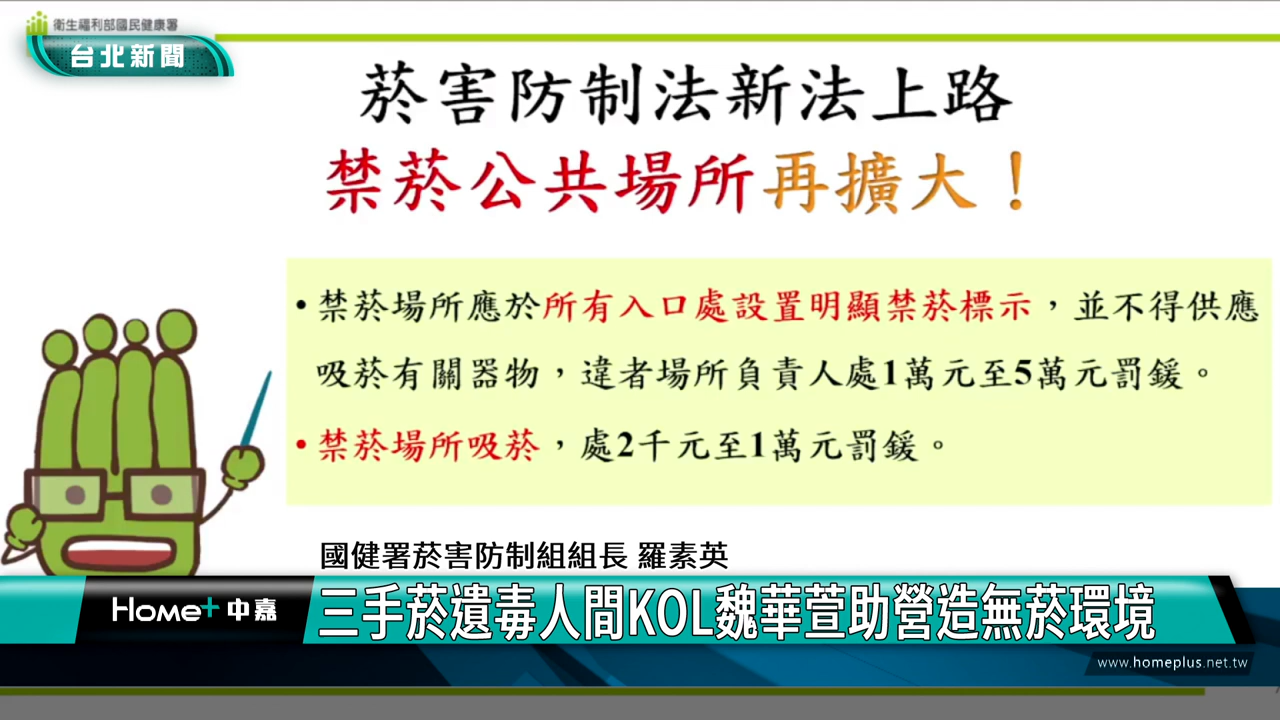 衛生福利部國民健康署
台北新聞
菸害防制法新法上路
禁菸公共場所再擴大！
• 禁菸場所應於所有入口處設置明顯禁菸標示，並不得供應
吸菸有關器物，違者場所負責人處1萬元至5萬元罰鍰。
• 禁菸場所吸菸，處2千元至1萬元罰鍰。
國健署菸害防制組組長 羅素英
Home+ 中嘉
三手菸遺毒人間KOL魏華萱助營造無菸環境
www.homeplus.net.tw